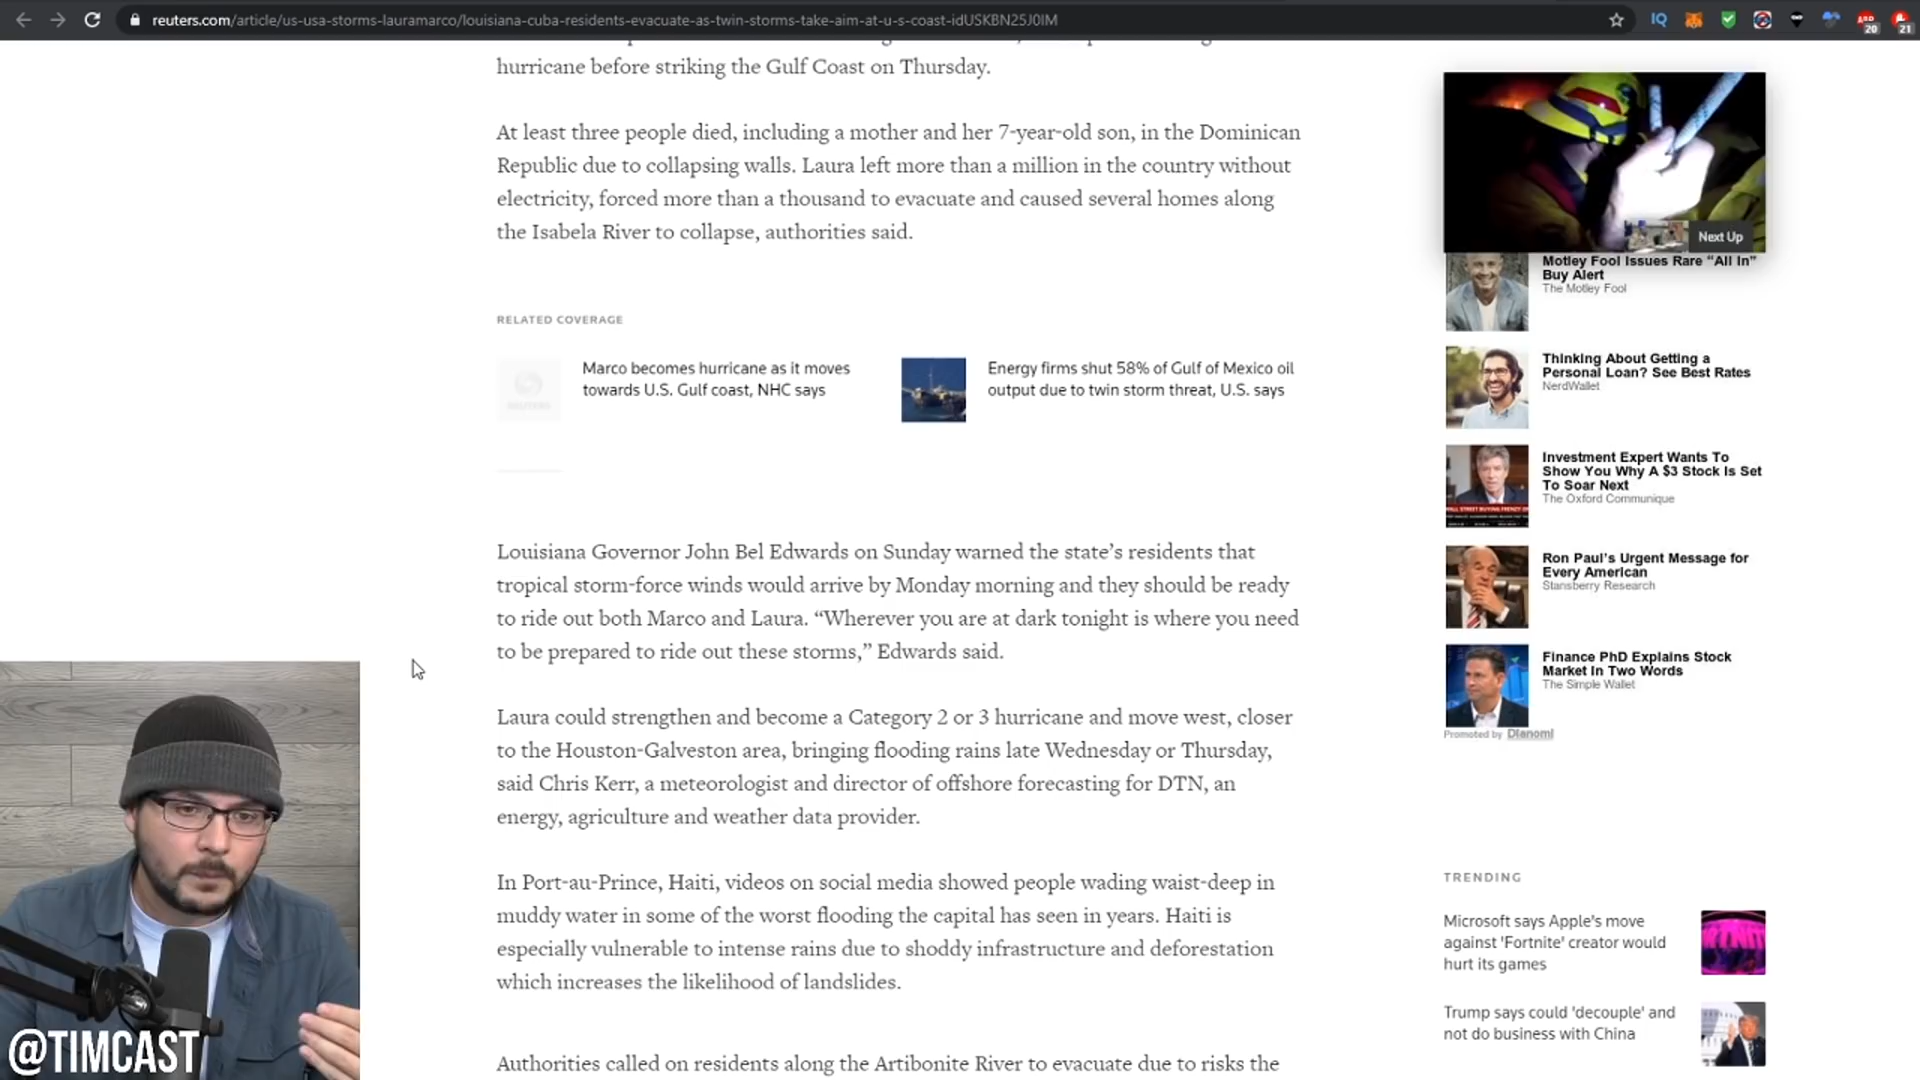 reuters.com/article/us-usa-storms-lauramarco/louisiana-cuba-residents-evacuate-as-twin-storms-take-aim-at-u-s-coast-idUSKBN25J0IM
IQ
20
21
hurricane before striking the Gulf Coast on Thursday.
At least three people died, including a mother and her 7-year-old son, in the Dominican
Republic due to collapsing walls. Laura left more than a million in the country without
electricity, forced more than a thousand to evacuate and caused several homes along
the Isabela River to collapse, authorities said.
RELATED COVERAGE
REUTERS
Marco becomes hurricane as it moves
towards U.S. Gulf coast, NHC says
Energy firms shut 58% of Gulf of Mexico oil
output due to twin storm threat, U.S. says
Louisiana Governor John Bel Edwards on Sunday warned the state’s residents that
tropical storm-force winds would arrive by Monday morning and they should be ready
to ride out both Marco and Laura. “Wherever you are at dark tonight is where you need
to be prepared to ride out these storms,” Edwards said.
Laura could strengthen and become a Category 2 or 3 hurricane and move west, closer
to the Houston-Galveston area, bringing flooding rains late Wednesday or Thursday,
said Chris Kerr, a meteorologist and director of offshore forecasting for DTN, an
energy, agriculture and weather data provider.
In Port-au-Prince, Haiti, videos on social media showed people wading waist-deep in
muddy water in some of the worst flooding the capital has seen in years. Haiti is
especially vulnerable to intense rains due to shoddy infrastructure and deforestation
which increases the likelihood of landslides.
Authorities called on residents along the Artibonite River to evacuate due to risks the
Next Up
Motley Fool Issues Rare “All In”
Buy Alert
The Motley Fool
Thinking About Getting a
Personal Loan? See Best Rates
NerdWallet
Investment Expert Wants To
Show You Why A $3 Stock Is Set
To Soar Next
The Oxford Communique
Ron Paul’s Urgent Message for
Every American
Stansberry Research
Finance PhD Explains Stock
Market In Two Words
The Simple Wallet
Promoted by Dianomi
TRENDING
Microsoft says Apple's move
against 'Fortnite' creator would
hurt its games
Trump says could 'decouple' and
not do business with China
@TIMCAST